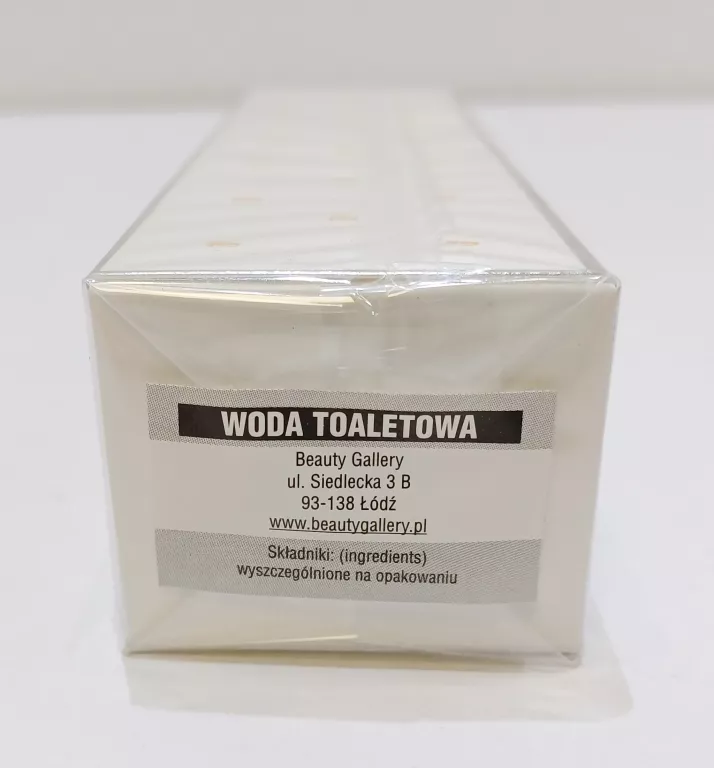 WODA TOALETOWA
Beauty Gallery
ul. Siedlecka 3 B
93-138 Łódź
www.beautygallery.pl
Składniki: (ingredients)
wyszczególnione na opakowaniu